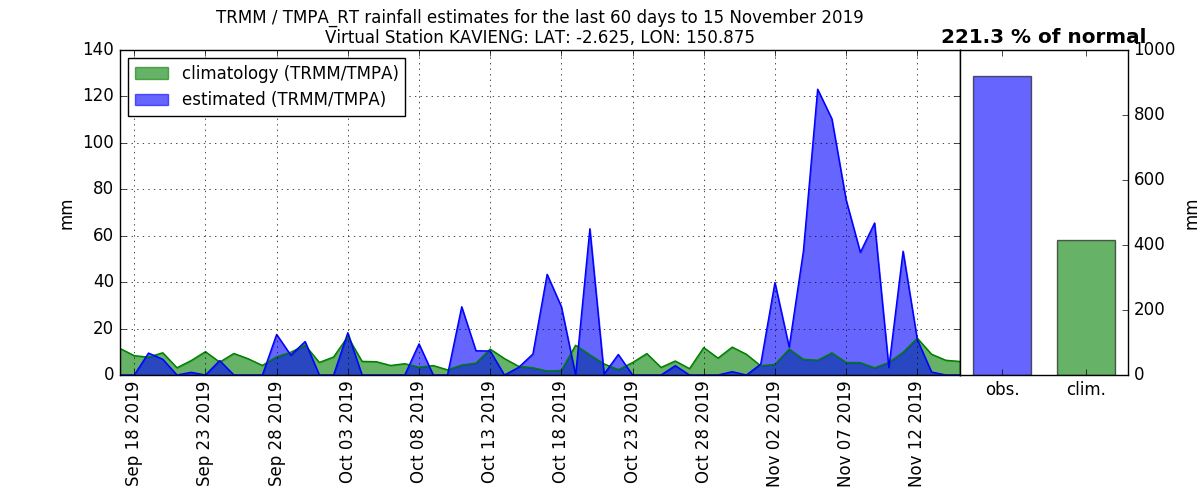 TRMM / TMPA_RT rainfall estimates for the last 60 days to 15 November 2019
Virtual Station KAVIENG: LAT: -2.625, LON: 150.875
221.3 % of normal
climatology (TRMM/TMPA)
estimated (TRMM/TMPA)
140
120
100
80
60
40
20
0
mm
Sep 18 2019
Sep 23 2019
Sep 28 2019
Oct 03 2019
Oct 08 2019
Oct 13 2019
Oct 18 2019
Oct 23 2019
Oct 28 2019
Nov 02 2019
Nov 07 2019
Nov 12 2019
1000
800
600
400
200
0
mm
obs.
clim.